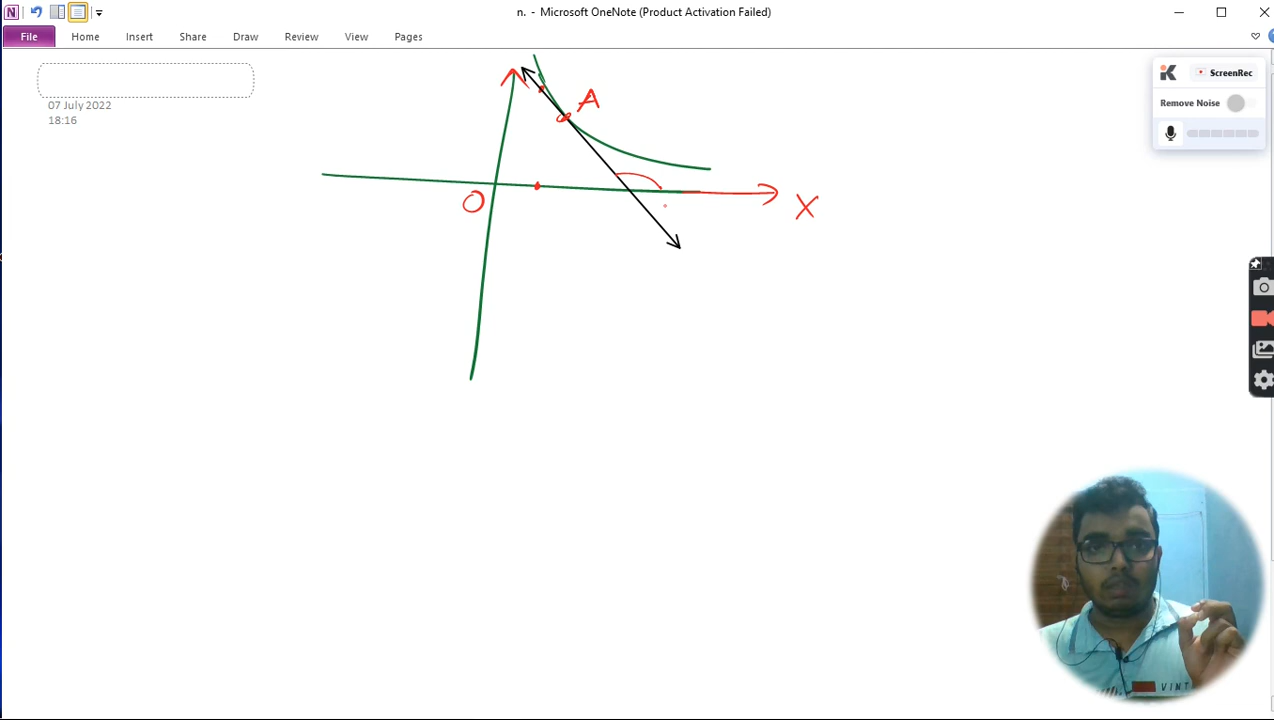 n. - Microsoft OneNote (Product Activation Failed)
File Home Insert Share Draw Review View Pages
ScreenRec
Remove Noise
07 July 2022
18:16
A
O
X
VINT